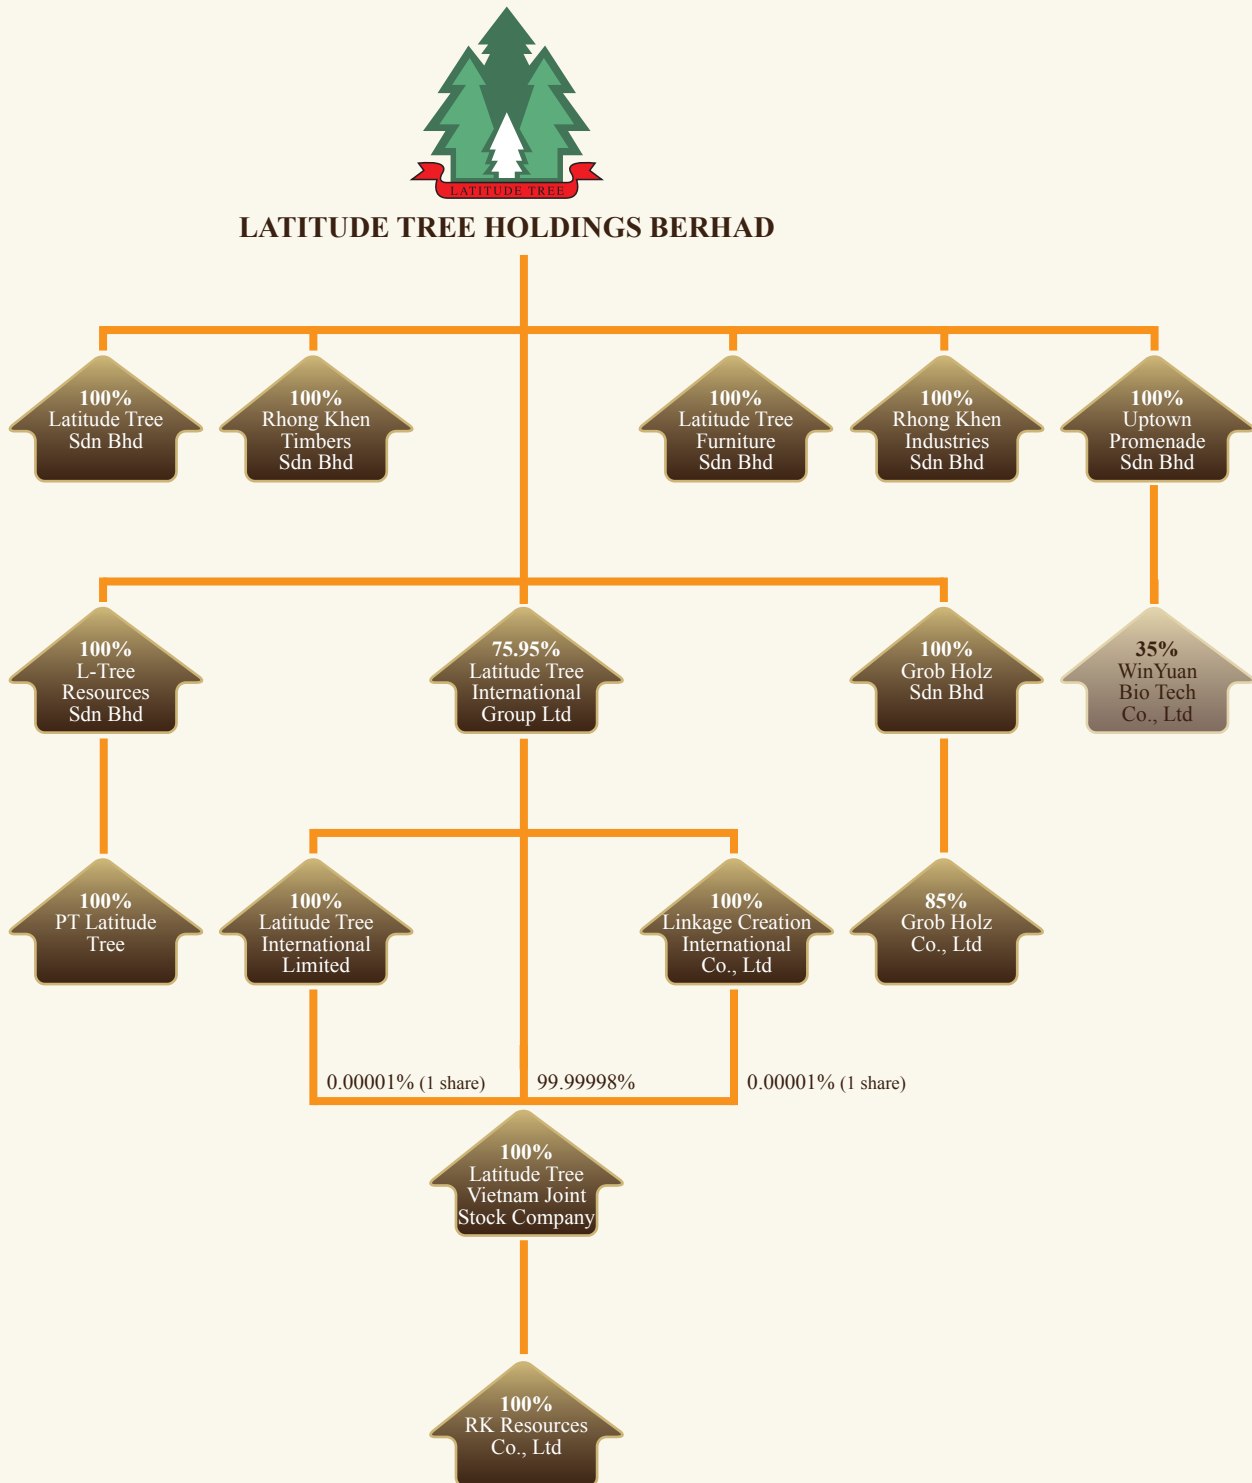 LATITUDE TREE
LATITUDE TREE HOLDINGS BERHAD
100%
Latitude Tree
Sdn Bhd
100%
Rhong Khen
Timbers
Sdn Bhd
100%
Latitude Tree
Furniture
Sdn Bhd
100%
Rhong Khen
Industries
Sdn Bhd
100%
Uptown
Promenade
Sdn Bhd
100%
L-Tree
Resources
Sdn Bhd
75.95%
Latitude Tree
International
Group Ltd
100%
Grob Holz
Sdn Bhd
35%
WinYuan
Bio Tech
Co., Ltd
100%
PT Latitude
Tree
100%
Latitude Tree
International
Limited
100%
Linkage Creation
International
Co., Ltd
85%
Grob Holz
Co., Ltd
0.00001% (1 share)
99.99998%
0.00001% (1 share)
100%
Latitude Tree
Vietnam Joint
Stock Company
100%
RK Resources
Co., Ltd